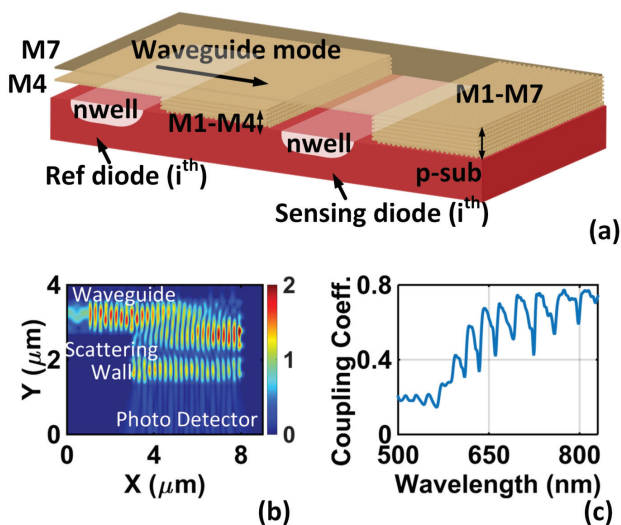 M7
Waveguide mode
M4
nwell
M1-M4
M1-M7
nwell
p-sub
Ref diode (i^th)
Sensing diode (i^th)
(a)
4
Waveguide
2
Scattering
Wall
1
2
Y (μm)
Photo Detector
0
0
0
4
8
X (μm)
(b)
0.8
Coupling Coeff.
0.4
0
500
650
800
Wavelength (nm)
(c)